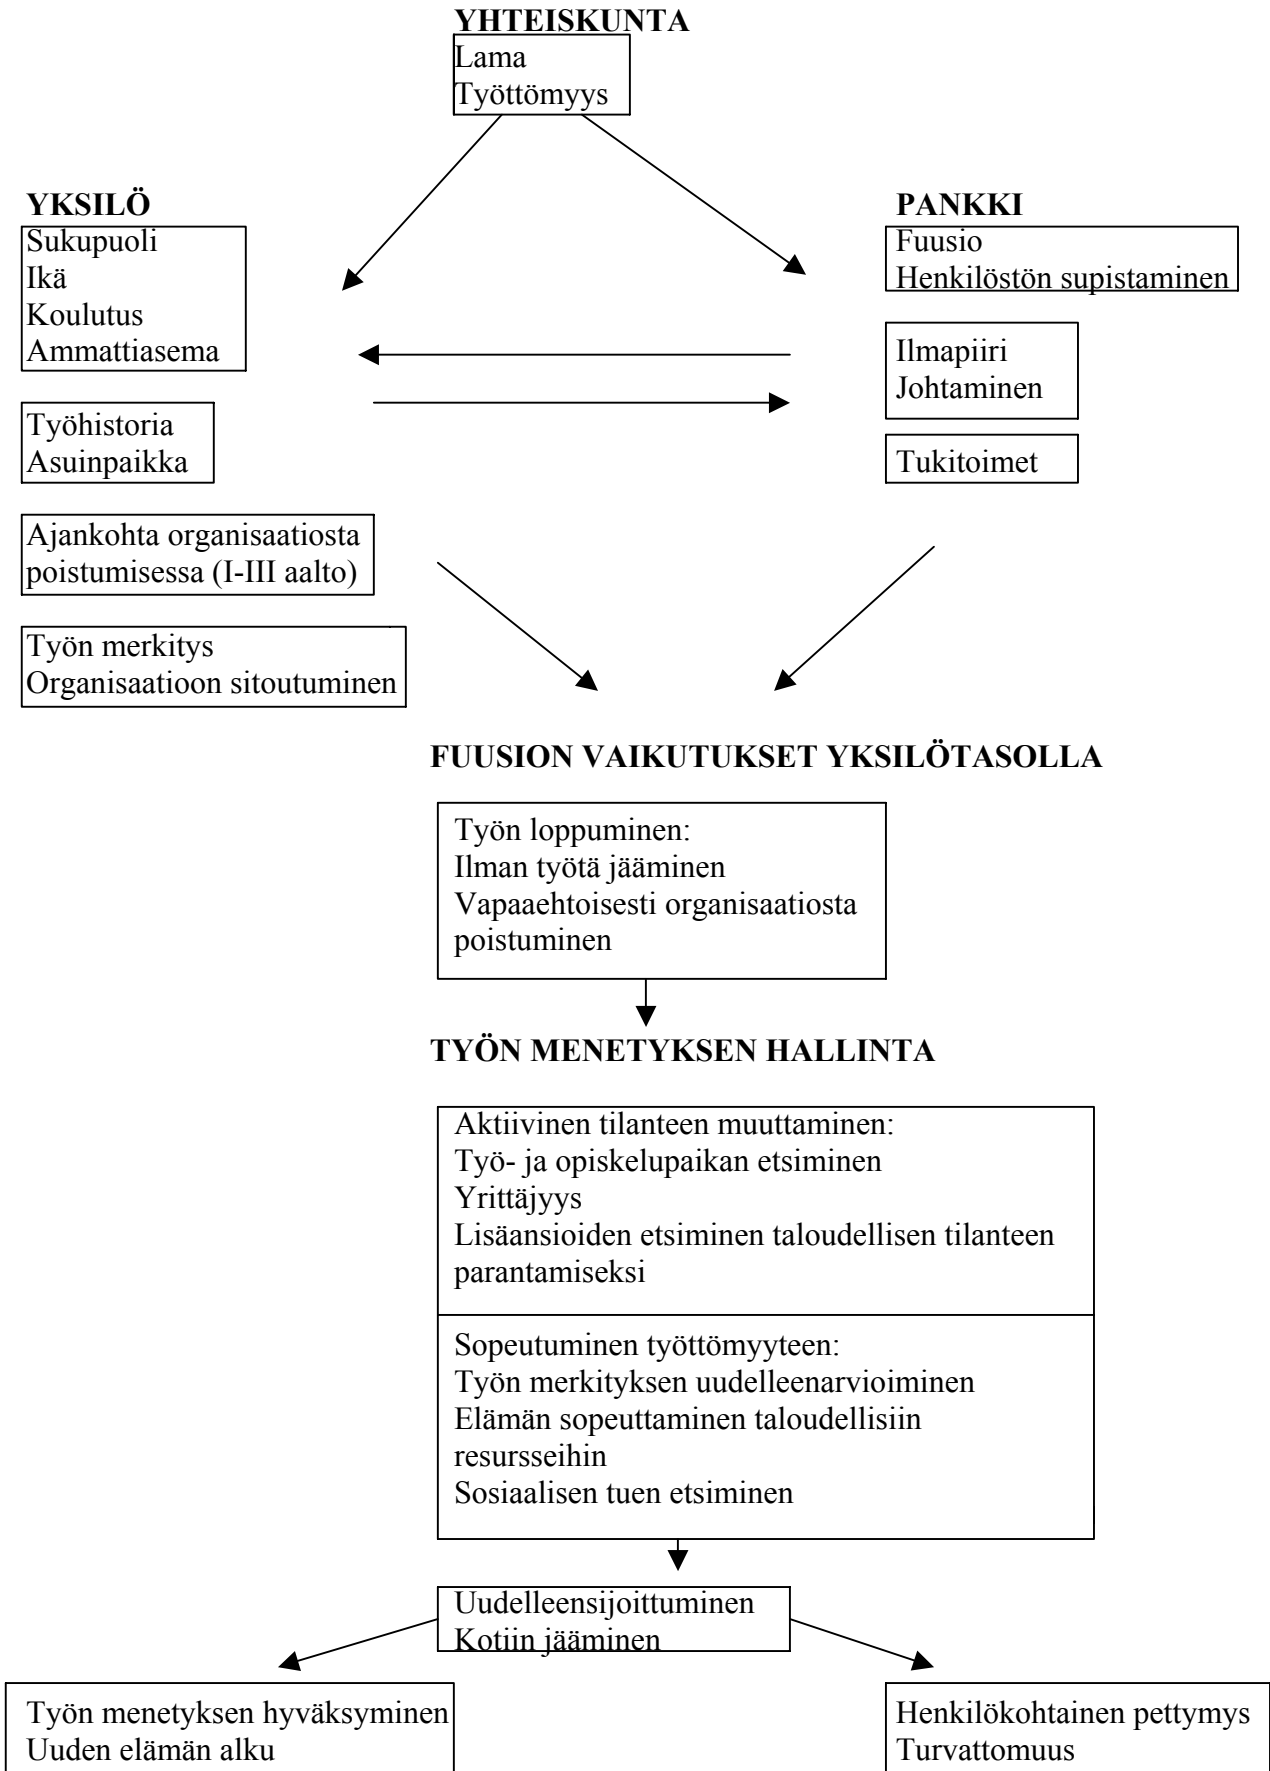 YHTEISKUNTA
Lama
Työttömyys
YKSILÖ
Sukupuoli
Ikä
Koulutus
Ammattiasema
Työhistoria
Asuinpaikka
Ajankohta organisaatiosta
poistumisessa (I-III aalto)
Työn merkitys
Organisaatioon sitoutuminen
PANKKI
Fuusio
Henkilöstön supistaminen
Ilmapiiri
Johtaminen
Tukitoimet
FUUSION VAIKUTUKSET YKSILÖTASOLLA
Työn loppuminen:
Ilman työtä jääminen
Vapaaehtoisesti organisaatiosta
poistuminen
TYÖN MENETYKSEN HALLINTA
Aktiivinen tilanteen muuttaminen:
Työ- ja opiskelupaikan etsiminen
Yrittäjyys
Lisäansioiden etsiminen taloudellisen tilanteen
parantamiseksi
Sopeutuminen työttömyyteen:
Työn merkityksen uudelleenarvioiminen
Elämän sopeuttaminen taloudellisiin
resursseihin
Sosiaalisen tuen etsiminen
Uudelleensijoittuminen
Kotiin jääminen
Työn menetyksen hyväksyminen
Uuden elämän alku
Henkilökohtainen pettymys
Turvattomuus